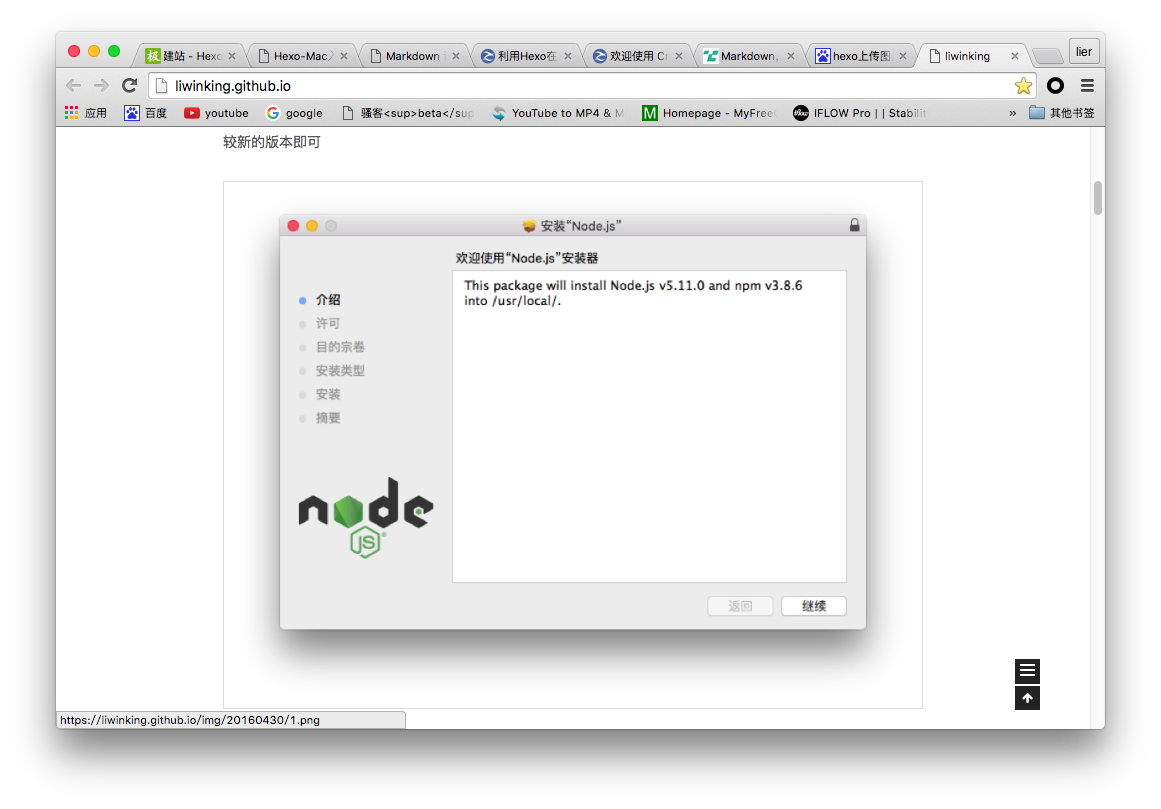 建站 - Hexo
Hexo-Mac
Markdown
利用Hexo在
欢迎使用 C
Markdown,
hexo上传图
liwinking
lier
liwinking.github.io
应用
百度
youtube
google
骚客<sup>beta</sup
YouTube to MP4 & M
Homepage - MyFree
IFLOW Pro | | Stabilit
»
其他书签
较新的版本即可
安装“Node.js”
欢迎使用“Node.js”安装器
This package will install Node.js v5.11.0 and npm v3.8.6
into /usr/local/.
介绍
许可
目的宗卷
安装类型
安装
摘要
node
JS
返回
继续
https://liwinking.github.io/img/20160430/1.png